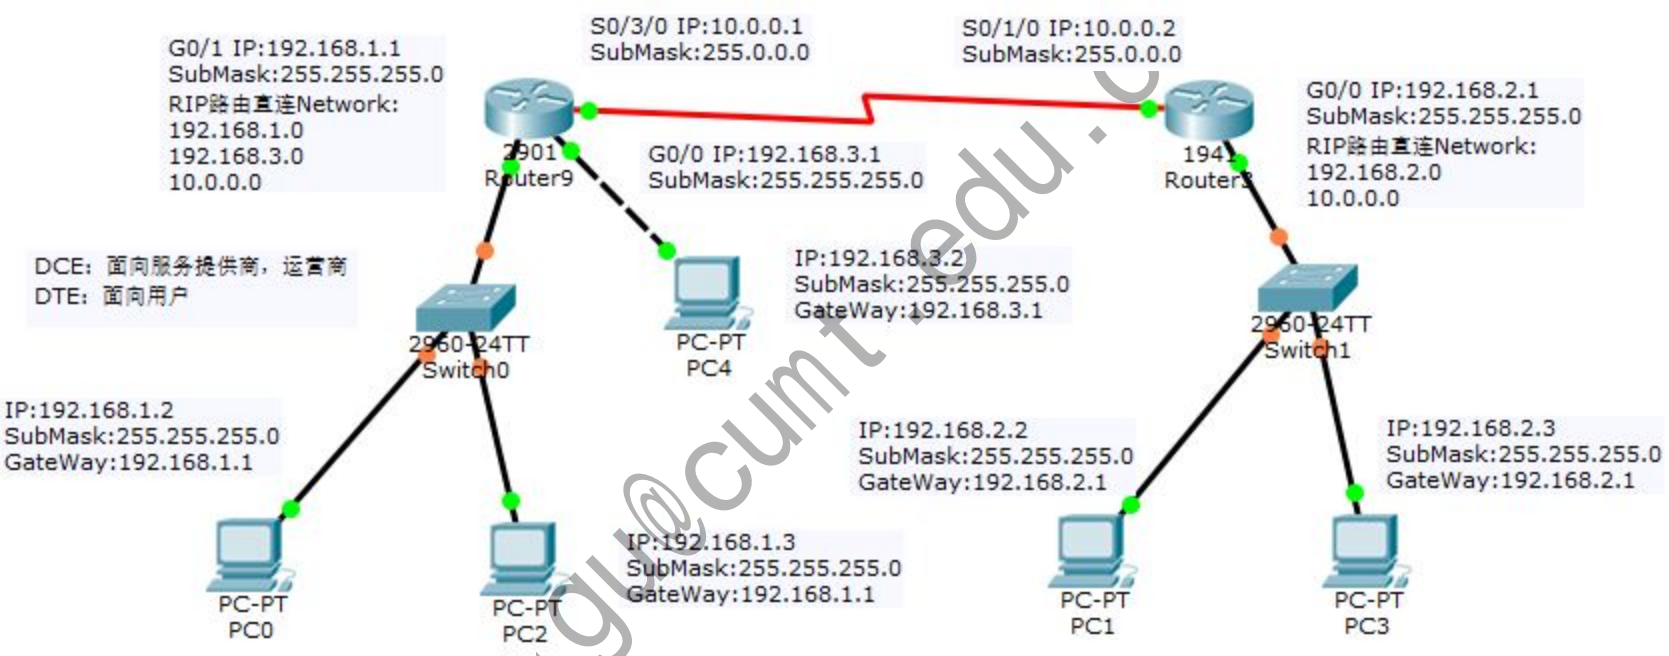 G0/1 IP:192.168.1.1
SubMask:255.255.255.0
RIP路由直连Network:
192.168.1.0
192.168.3.0
10.0.0.0
S0/3/0 IP:10.0.0.1
SubMask:255.0.0.0
S0/1/0 IP:10.0.0.2
SubMask:255.0.0.0
G0/0 IP:192.168.2.1
SubMask:255.255.255.0
RIP路由直连Network:
192.168.2.0
10.0.0.0
2901
Router9
G0/0 IP:192.168.3.1
SubMask:255.255.255.0
1941
Router3
DCE：面向服务提供商，运营商
DTE：面向用户
IP:192.168.3.2
SubMask:255.255.255.0
GateWay:192.168.3.1
2960-24TT
Switch0
PC-PT
PC4
2960-24TT
Switch1
IP:192.168.1.2
SubMask:255.255.255.0
GateWay:192.168.1.1
IP:192.168.2.2
SubMask:255.255.255.0
GateWay:192.168.2.1
IP:192.168.2.3
SubMask:255.255.255.0
GateWay:192.168.2.1
IP:192.168.1.3
SubMask:255.255.255.0
GateWay:192.168.1.1
PC-PT
PC0
PC-PT
PC2
PC-PT
PC1
PC-PT
PC3
gu@cumt.edu.c